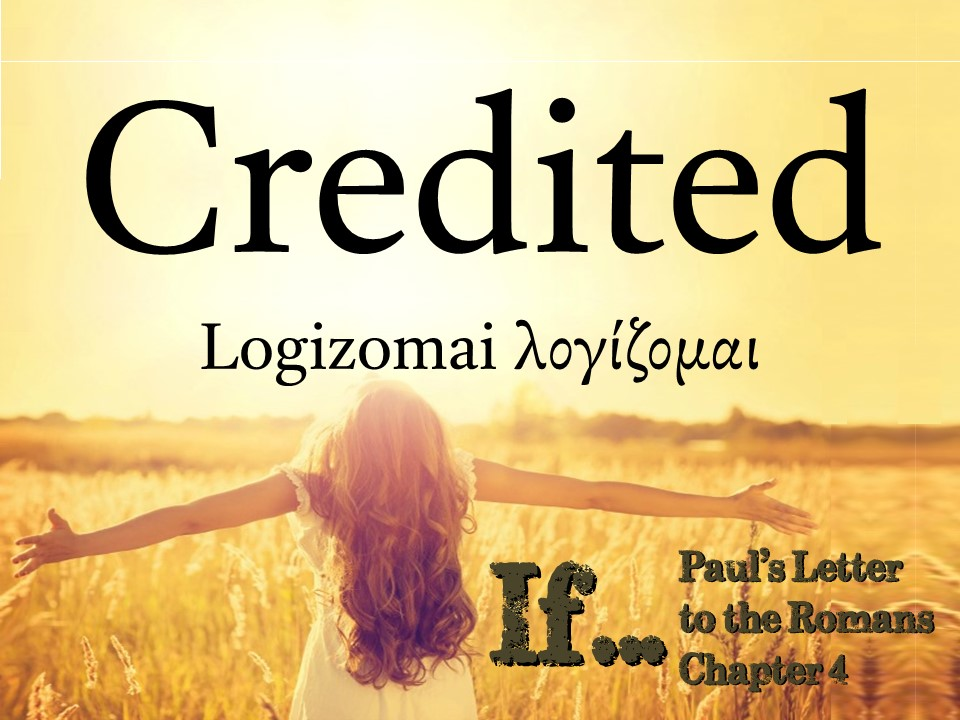 Credited
Logizomai λογίζομαι
If...
Paul's Letter
to the Romans
Chapter 4